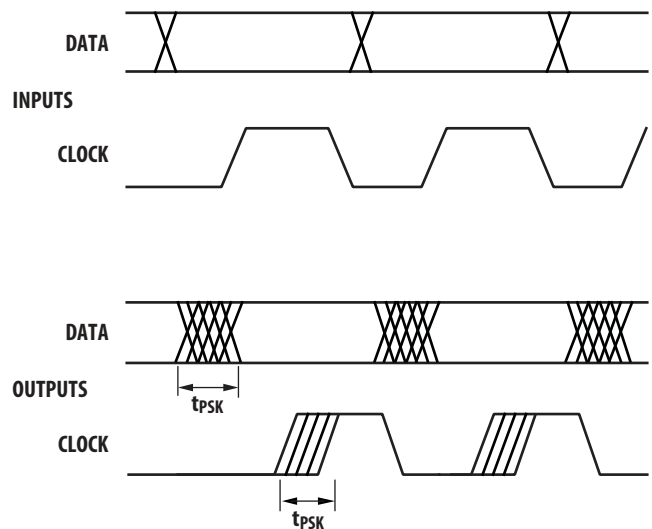 DATA
INPUTS
CLOCK
DATA
tPSK
OUTPUTS
CLOCK
tPSK